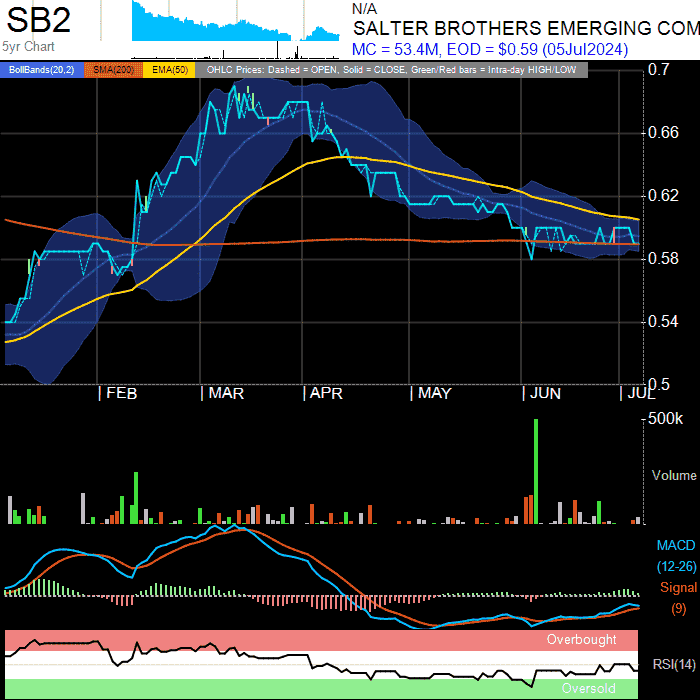 SB2
5yr Chart
N/A
SALTER BROTHERS EMERGING COM
MC = 53.4M, EOD = $0.59 (05Jul2024)
BollBands(20,2) SMA(200) EMA(50) OHLC Prices: Dashed = OPEN, Solid = CLOSE, Green/Red bars = Intra-day HIGH/LOW
0.7
0.66
0.62
0.58
0.54
0.5
| FEB | MAR | APR | MAY | JUN | JUL
500k
Volume
MACD
(12-26)
Signal
(9)
Overbought
RSI(14)
Oversold